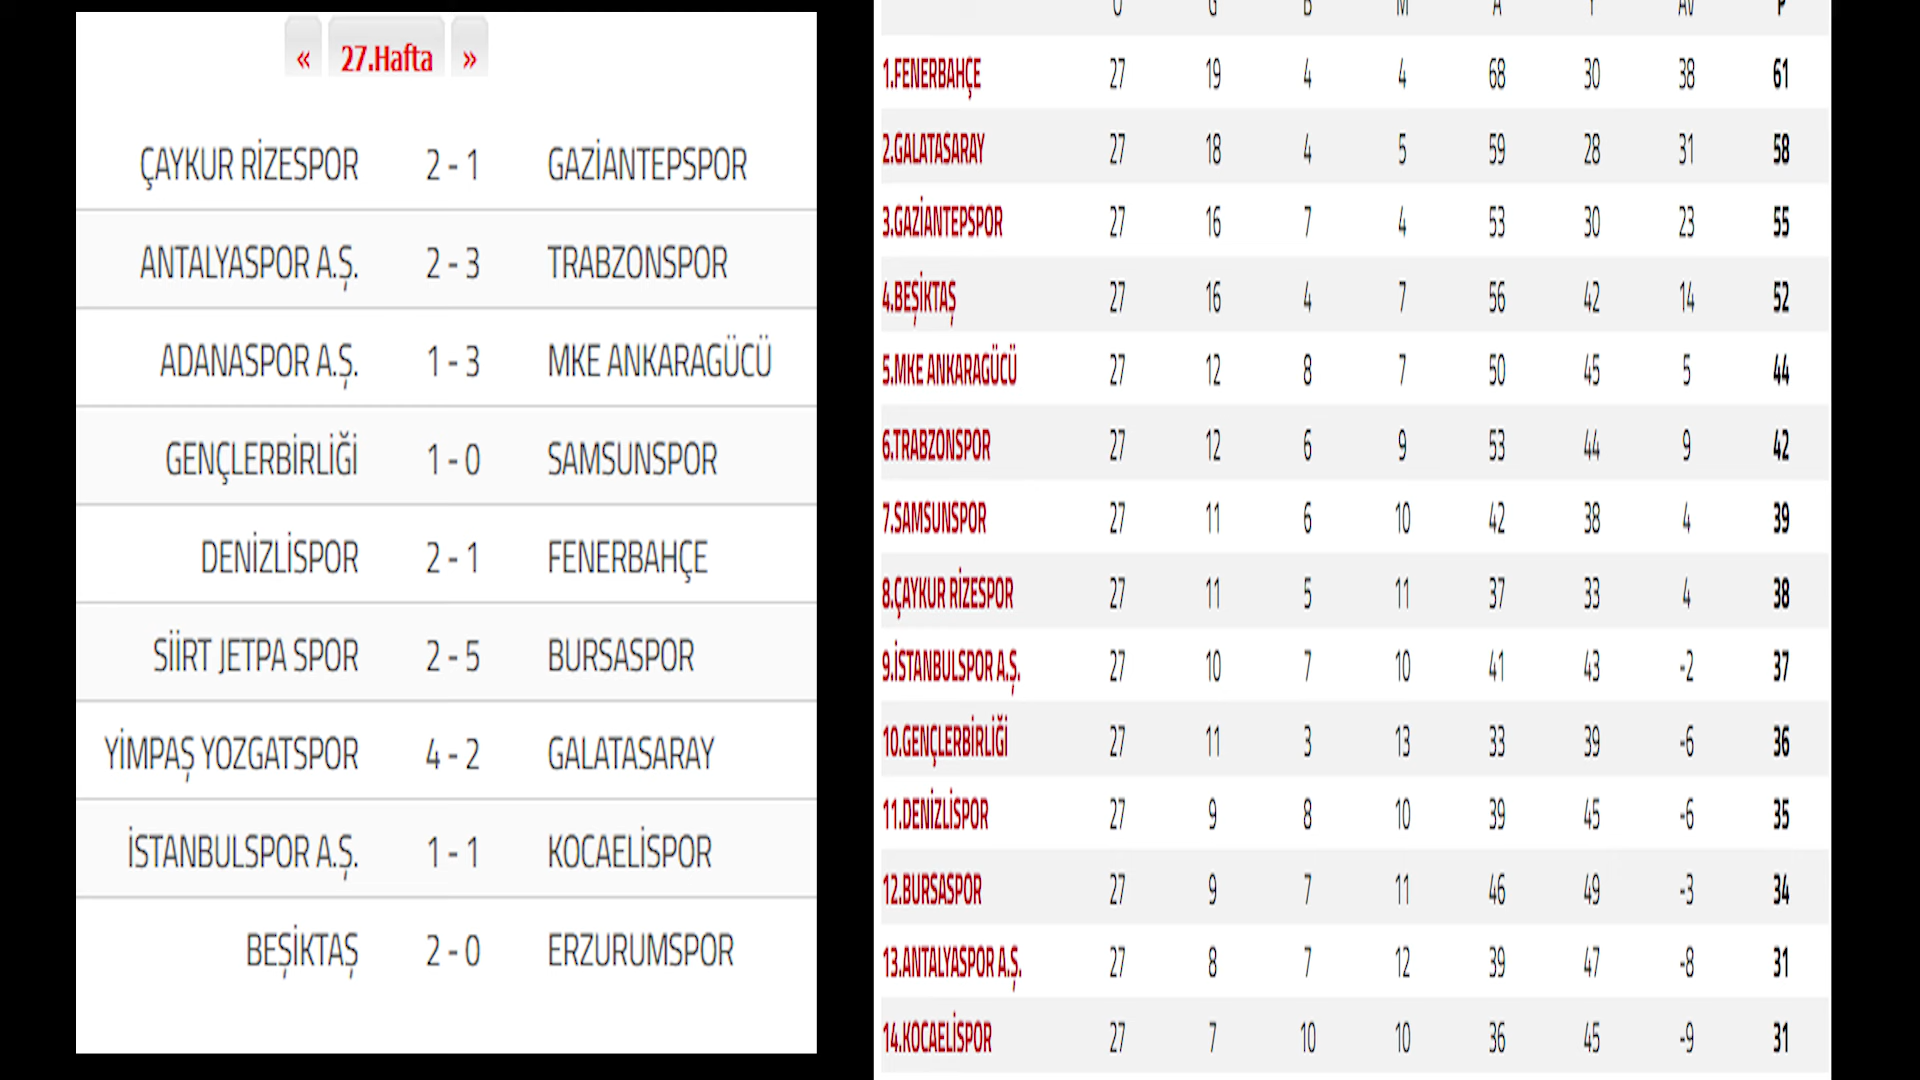 « 27.Hafta »
ÇAYKUR RİZESPOR 2 - 1 GAZİANTEPSPOR
ANTALYASPOR A.Ş. 2 - 3 TRABZONSPOR
ADANASPOR A.Ş. 1 - 3 MKE ANKARAGÜCÜ
GENÇLERBİRLİĞİ 1 - 0 SAMSUNSPOR
DENİZLİSPOR 2 - 1 FENERBAHÇE
SİİRT JETPA SPOR 2 - 5 BURSASPOR
YİMPAŞ YOZGATSPOR 4 - 2 GALATASARAY
İSTANBULSPOR A.Ş. 1 - 1 KOCAELİSPOR
BEŞİKTAŞ 2 - 0 ERZURUMSPOR
O G B M A Y AV P
1.FENERBAHÇE 27 19 4 4 68 30 38 61
2.GALATASARAY 27 18 4 5 59 28 31 58
3.GAZİANTEPSPOR 27 16 7 4 53 30 23 55
4.BEŞİKTAŞ 27 16 4 7 56 42 14 52
5.MKE ANKARAGÜCÜ 27 12 8 7 50 45 5 44
6.TRABZONSPOR 27 12 6 9 53 44 9 42
7.SAMSUNSPOR 27 11 6 10 42 38 4 39
8.ÇAYKUR RİZESPOR 27 11 5 11 37 33 4 38
9.İSTANBULSPOR A.Ş. 27 10 7 10 41 43 -2 37
10.GENÇLERBİRLİĞİ 27 11 3 13 33 39 -6 36
11.DENİZLİSPOR 27 9 8 10 39 45 -6 35
12.BURSASPOR 27 9 7 11 46 49 -3 34
13.ANTALYASPOR A.Ş. 27 8 7 12 39 47 -8 31
14.KOCAELİSPOR 27 7 10 10 36 45 -9 31